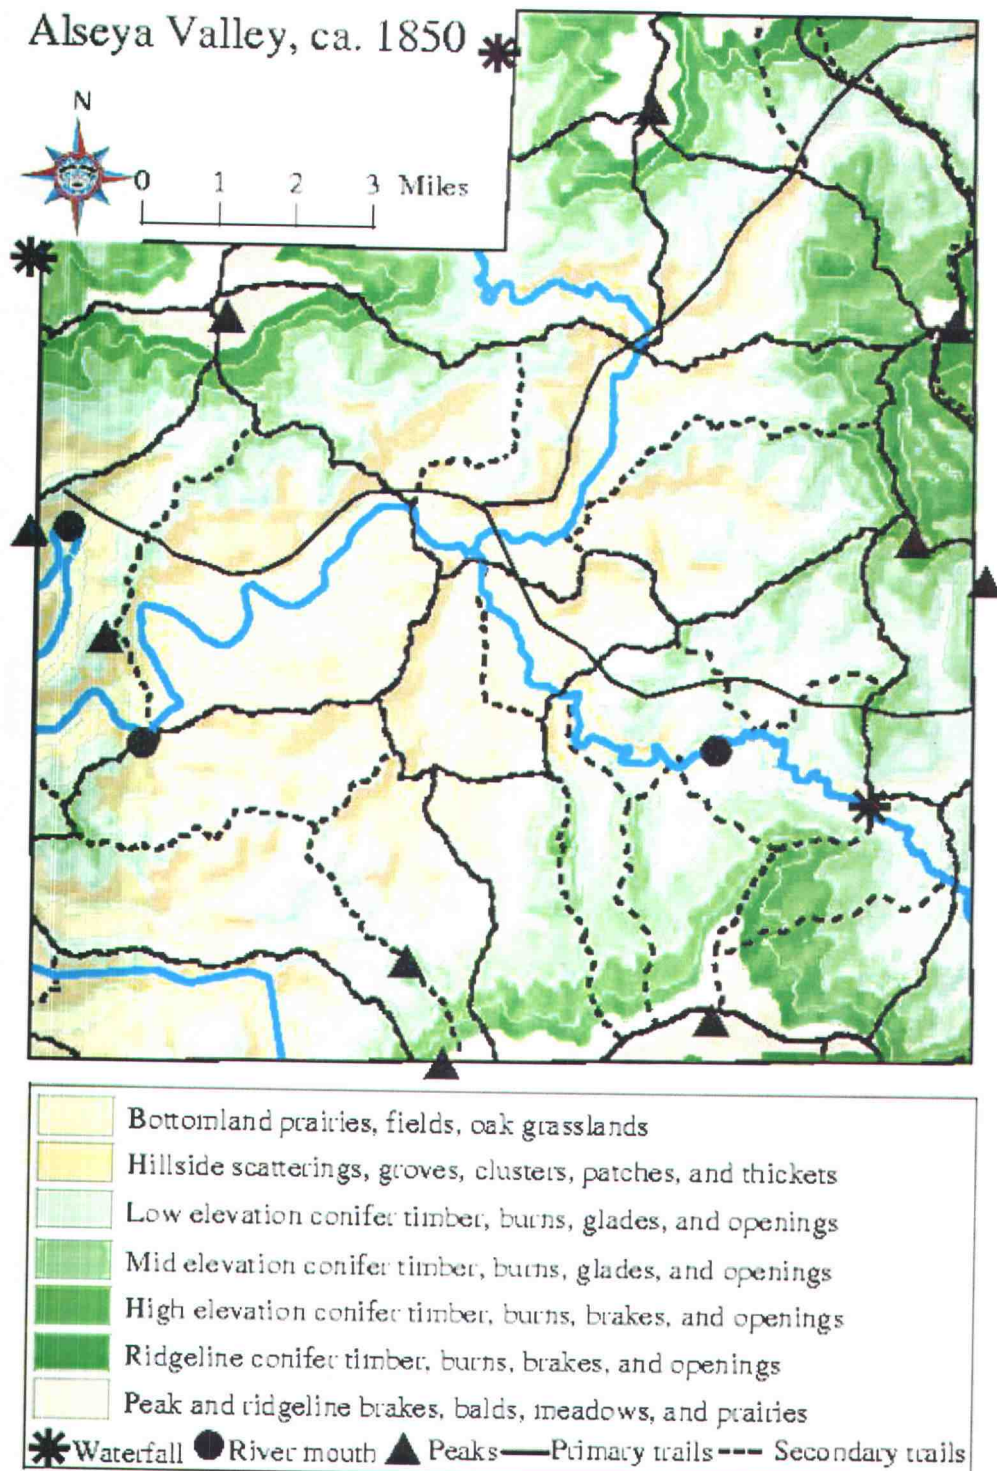 Alseya Valley, ca. 1850
N
0 1 2 3 Miles
Bottomland prairies, fields, oak grasslands
Hillside scatterings, groves, clusters, patches, and thickets
Low elevation conifer timber, burns, glades, and openings
Mid elevation conifer timber, burns, glades, and openings
High elevation conifer timber, burns, brakes, and openings
Ridgeline conifer timber, burns, brakes, and openings
Peak and ridgeline brakes, balds, meadows, and prairies
Waterfall River mouth Peaks Primary trails Secondary trails